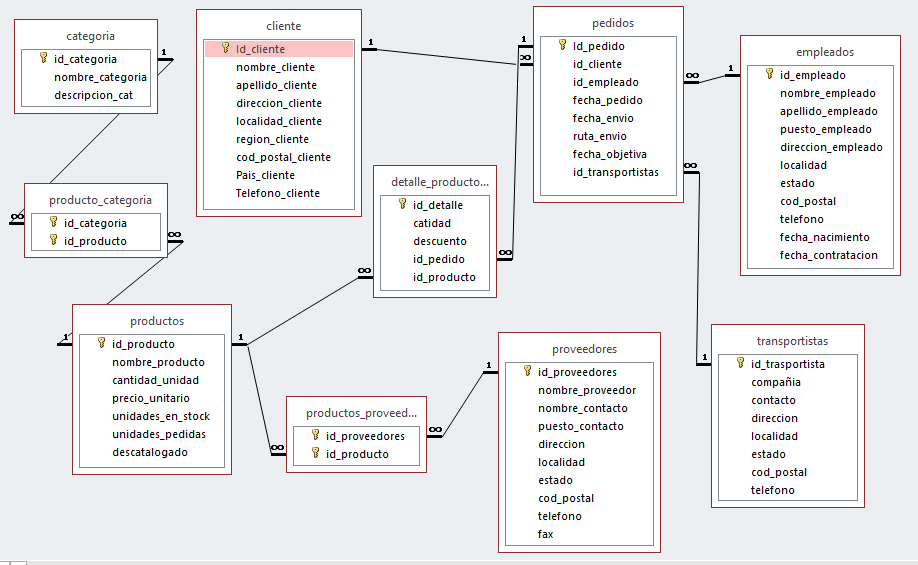 categoria
id_categoria
nombre_categoria
descripcion_cat
1
cliente
Id_cliente
nombre_cliente
apellido_cliente
direccion_cliente
localidad_cliente
region_cliente
cod_postal_cliente
Pais_cliente
Telefono_cliente
1
pedidos
Id_pedido
id_cliente
id_empleado
fecha_pedido
fecha_envio
ruta_envio
fecha_objetiva
id_transportistas
1
∞
∞
∞
empleados
id_empleado
nombre_empleado
apellido_empleado
puesto_empleado
direccion_empleado
localidad
estado
cod_postal
telefono
fecha_nacimiento
fecha_contratacion
1
producto_categoria
id_categoria
id_producto
∞
∞
detalle_producto...
id_detalle
catidad
descuento
id_pedido
id_producto
∞
∞
productos
id_producto
nombre_producto
cantidad_unidad
precio_unitario
unidades_en_stock
unidades_pedidas
descatalogado
1
1
productos_proveed...
id_proveedores
id_producto
∞
∞
proveedores
id_proveedores
nombre_proveedor
nombre_contacto
puesto_contacto
direccion
localidad
estado
cod_postal
telefono
fax
1
transportistas
id_trasportista
compañia
contacto
direccion
localidad
estado
cod_postal
telefono
1